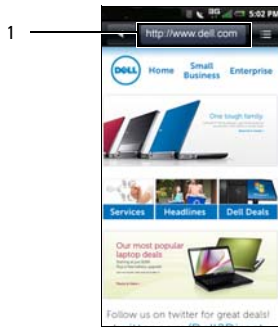 5:02 PM
1
http://www.dell.com
DELL
Home
Small
Business
Enterprise
One tough family
Services
Headlines
Dell Deals
Our most popular
laptop deals
Follow us on twitter for great deals!